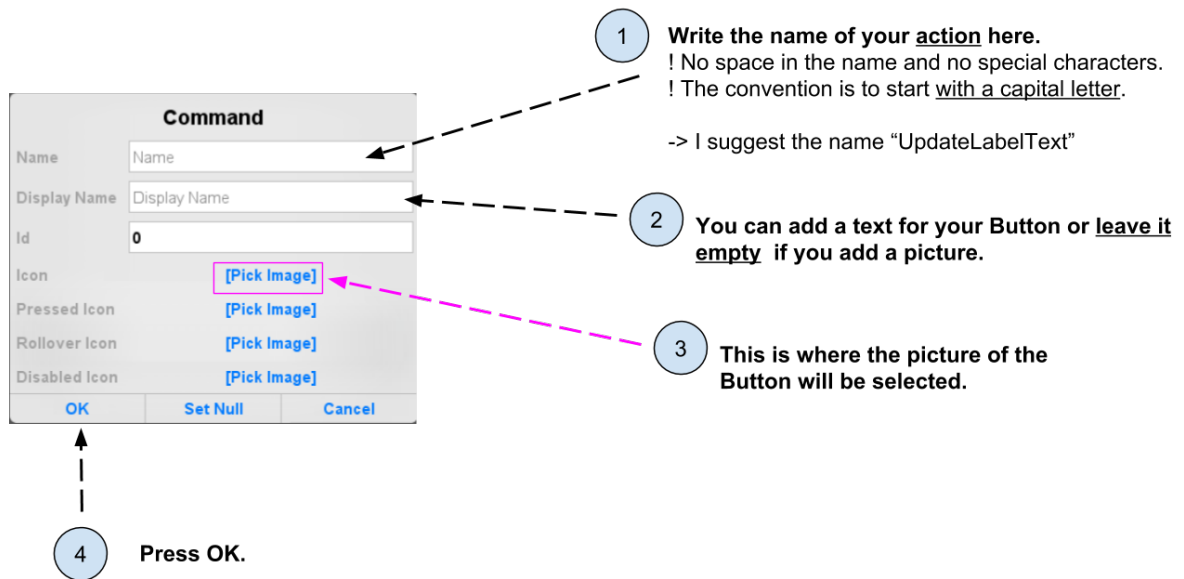 1
Write the name of your action here.
! No space in the name and no special characters.
! The convention is to start with a capital letter.
-> I suggest the name “UpdateLabelText”
Command
Name Name
Display Name Display Name
Id 0
Icon [Pick Image]
Pressed Icon [Pick Image]
Rollover Icon [Pick Image]
Disabled Icon [Pick Image]
OK Set Null Cancel
2
You can add a text for your Button or leave it
empty if you add a picture.
3
This is where the picture of the
Button will be selected.
4
Press OK.